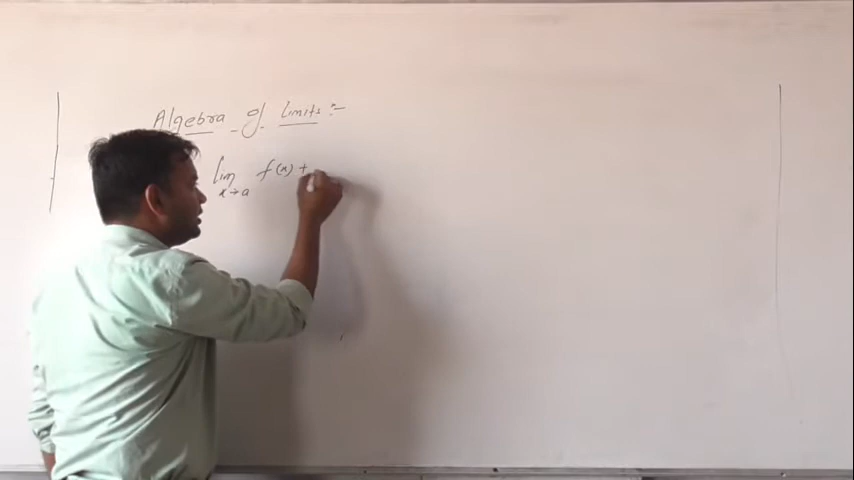 Algebra of limits :-
lim f(x) +
x→a